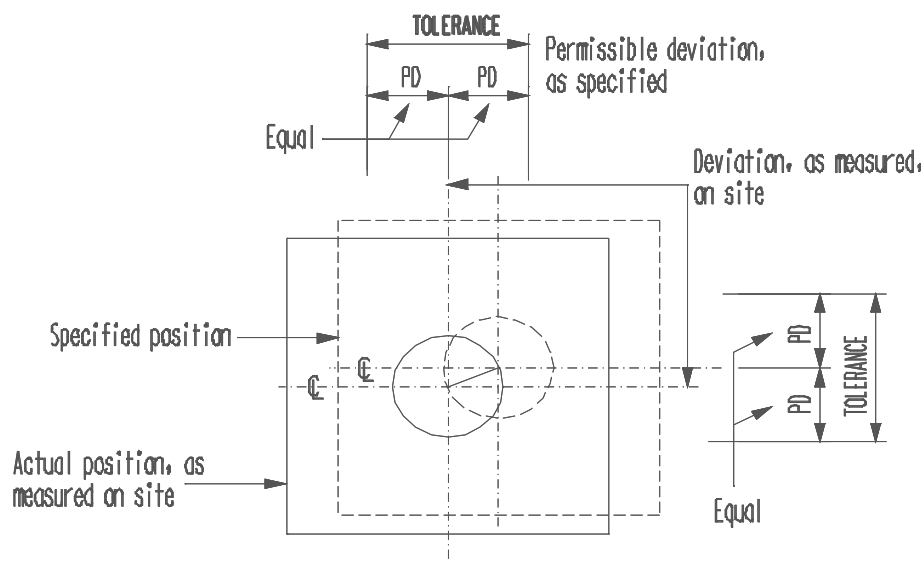 TOLERANCE
Permissible deviation,
as specified
PD PD
Equal
Deviation, as measured,
on site
Specified position
℄
℄
PD
PD
TOLERANCE
Actual position, as
measured on site
Equal